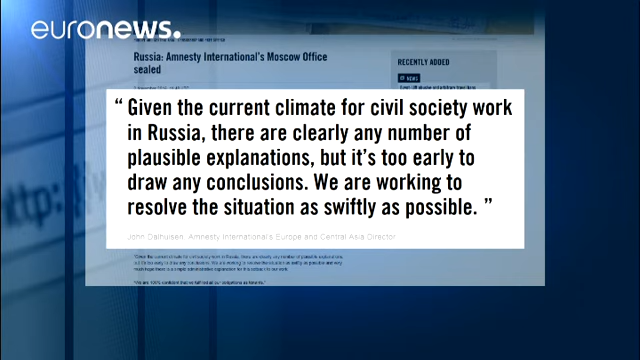 euronews.
Russia: Amnesty International's Moscow Office
sealed
RECENTLY ADDED
NEWS
“ Given the current climate for civil society work
in Russia, there are clearly any number of
plausible explanations, but it's too early to
draw any conclusions. We are working to
resolve the situation as swiftly as possible. ”
John Dalhuisen, Amnesty International's Europe and Central Asia Director
http: